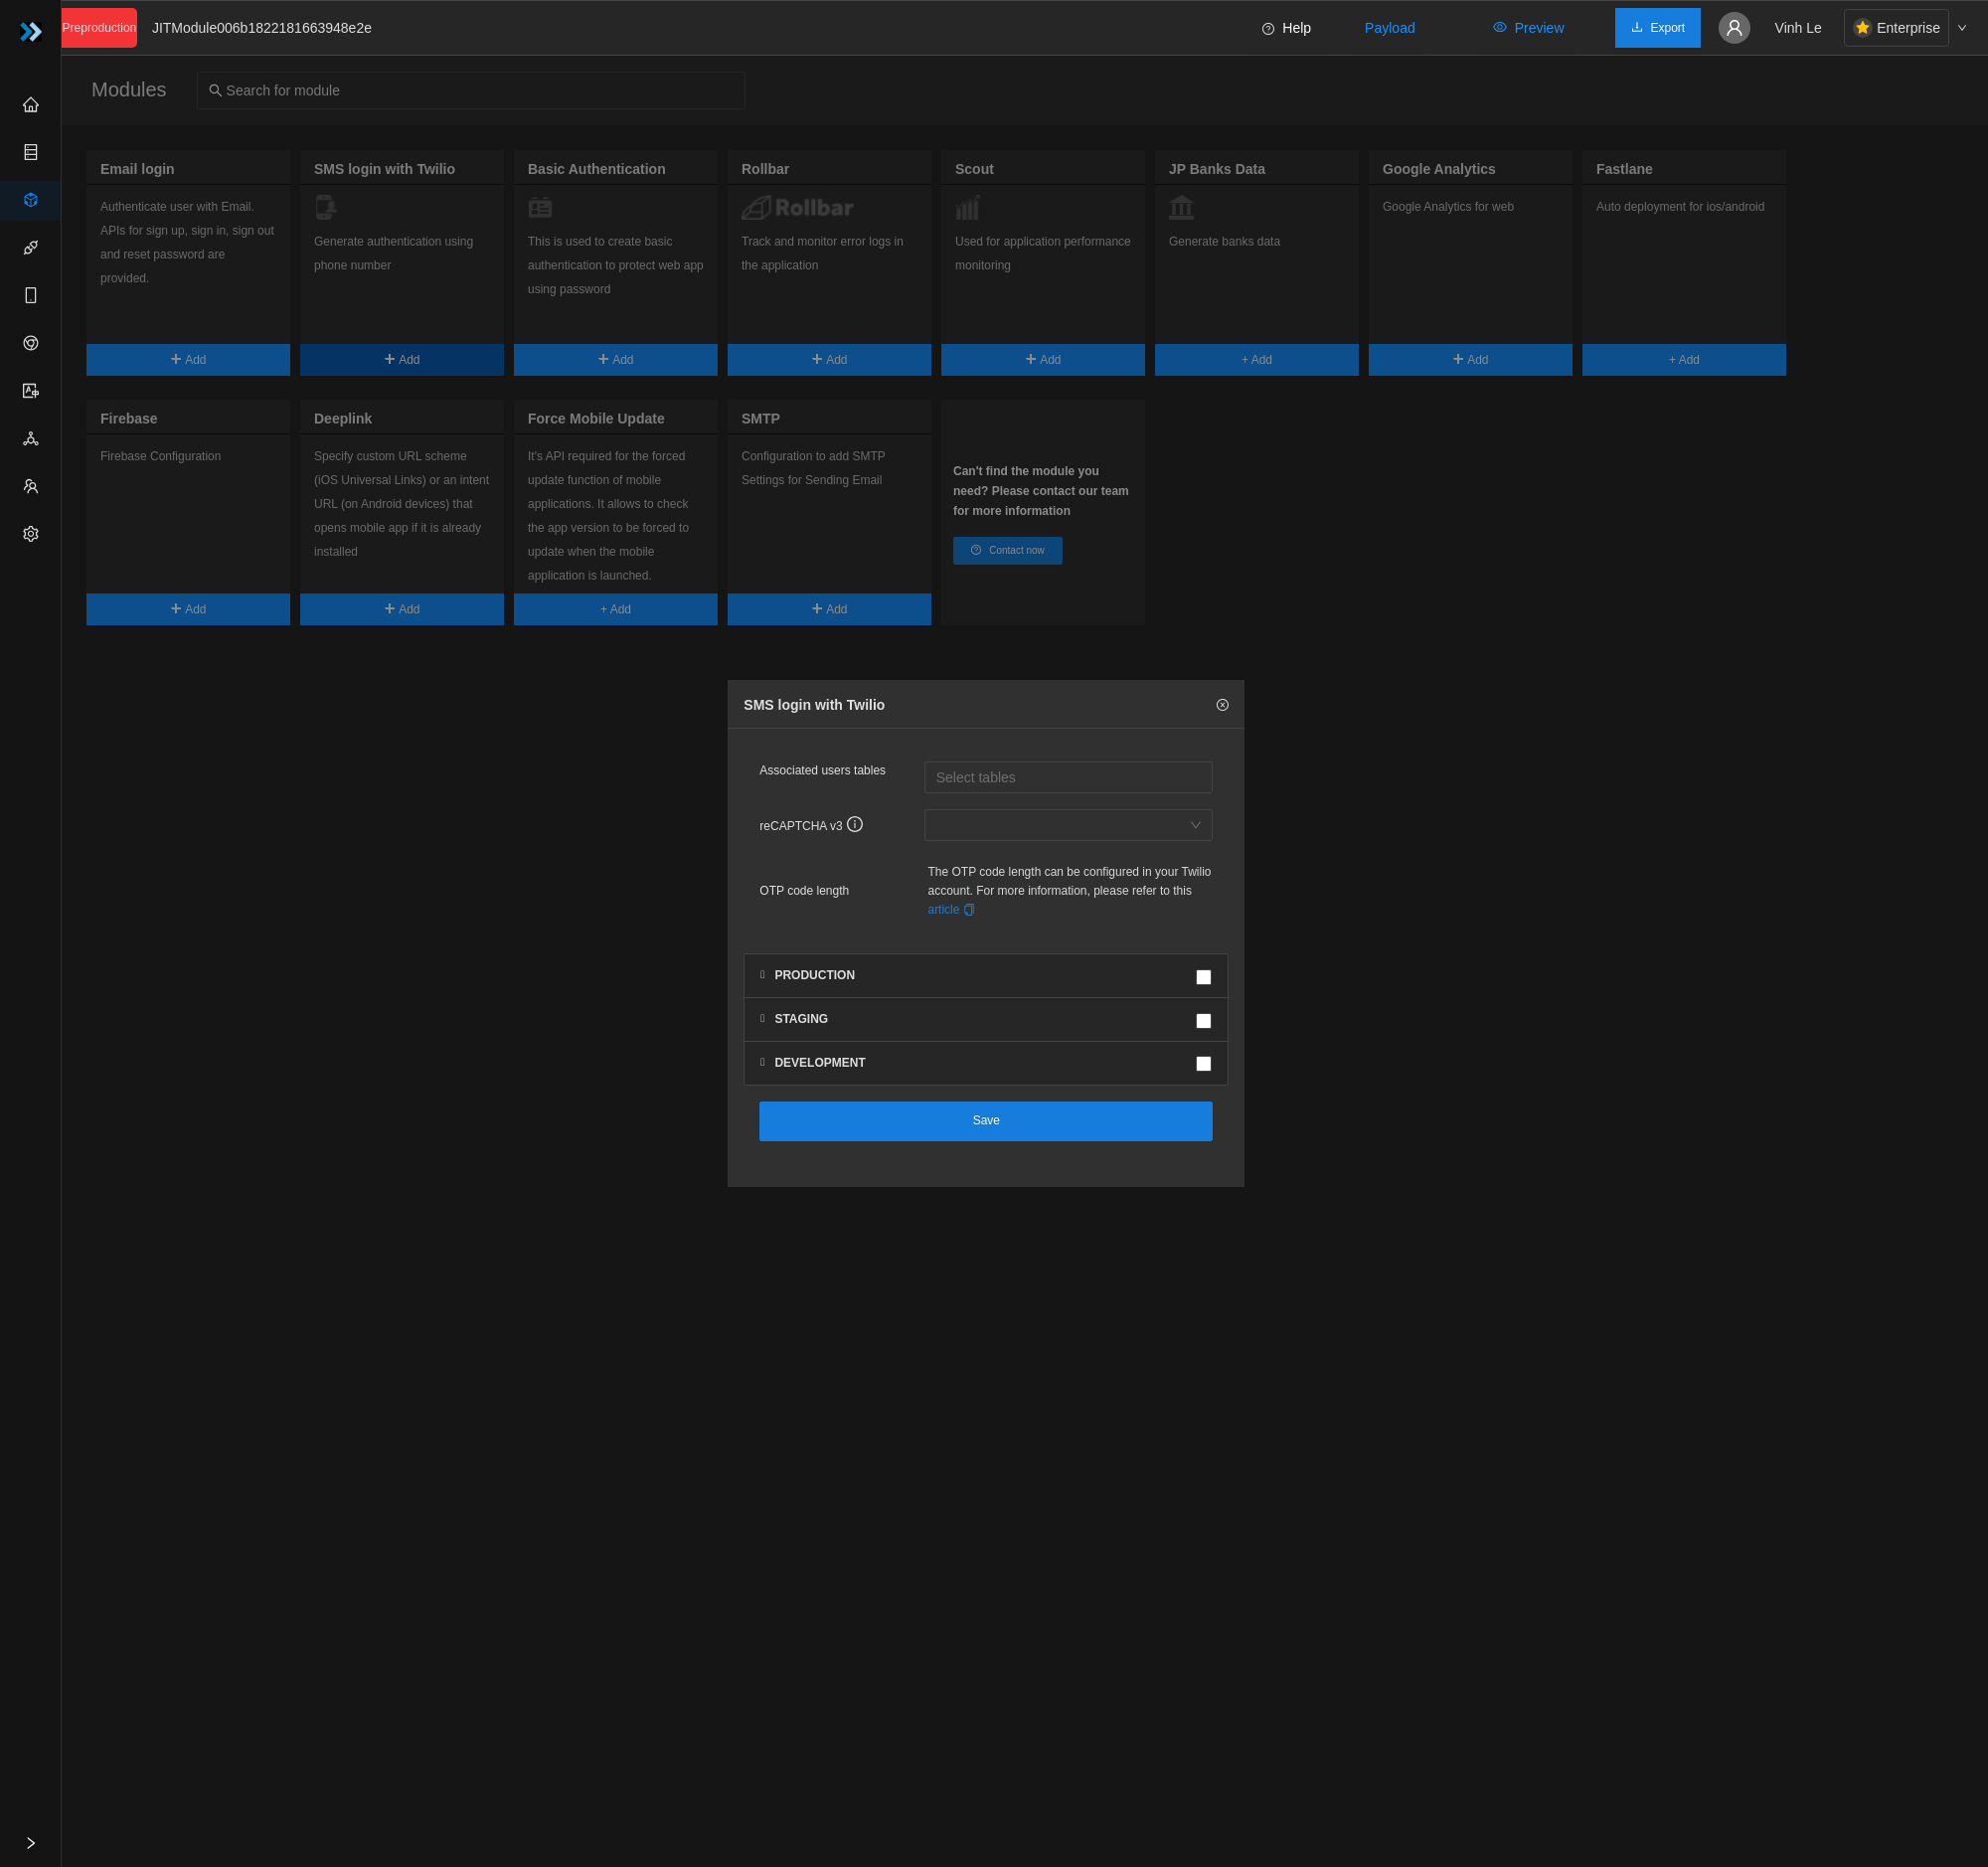 Preproduction
JITModule006b1822181663948e2e
Help
Payload
Preview
Export
Vinh Le
Enterprise
Modules
Search for module
Email login
Authenticate user with Email.
APIs for sign up, sign in, sign out
and reset password are
provided.
Add
SMS login with Twilio
Generate authentication using
phone number
Add
Basic Authentication
This is used to create basic
authentication to protect web app
using password
Add
Rollbar
Rollbar
Track and monitor error logs in
the application
Add
Scout
Used for application performance
monitoring
Add
JP Banks Data
Generate banks data
+ Add
Google Analytics
Google Analytics for web
Add
Fastlane
Auto deployment for ios/android
+ Add
Firebase
Firebase Configuration
Add
Deeplink
Specify custom URL scheme
(iOS Universal Links) or an intent
URL (on Android devices) that
opens mobile app if it is already
installed
Add
Force Mobile Update
It's API required for the forced
update function of mobile
applications. It allows to check
the app version to be forced to
update when the mobile
application is launched.
+ Add
SMTP
Configuration to add SMTP
Settings for Sending Email
Add
Can't find the module you
need? Please contact our team
for more information
Contact now
SMS login with Twilio
Associated users tables
Select tables
reCAPTCHA v3
OTP code length
The OTP code length can be configured in your Twilio
account. For more information, please refer to this
article
PRODUCTION
STAGING
DEVELOPMENT
Save